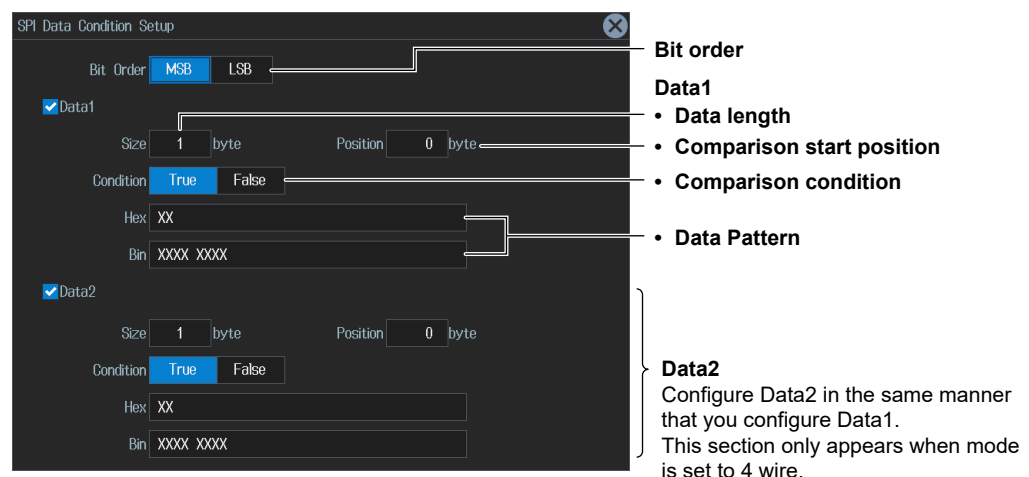 SPI Data Condition Setup
Bit Order MSB LSB
Bit order
Data1
Data1
• Data length
Size 1 byte Position 0 byte
• Comparison start position
Condition True False
• Comparison condition
Hex XX
• Data Pattern
Bin XXXX XXXX
Data2
Size 1 byte Position 0 byte
Condition True False
Data2
Hex XX
Configure Data2 in the same manner
that you configure Data1.
Bin XXXX XXXX
This section only appears when mode
is set to 4 wire.